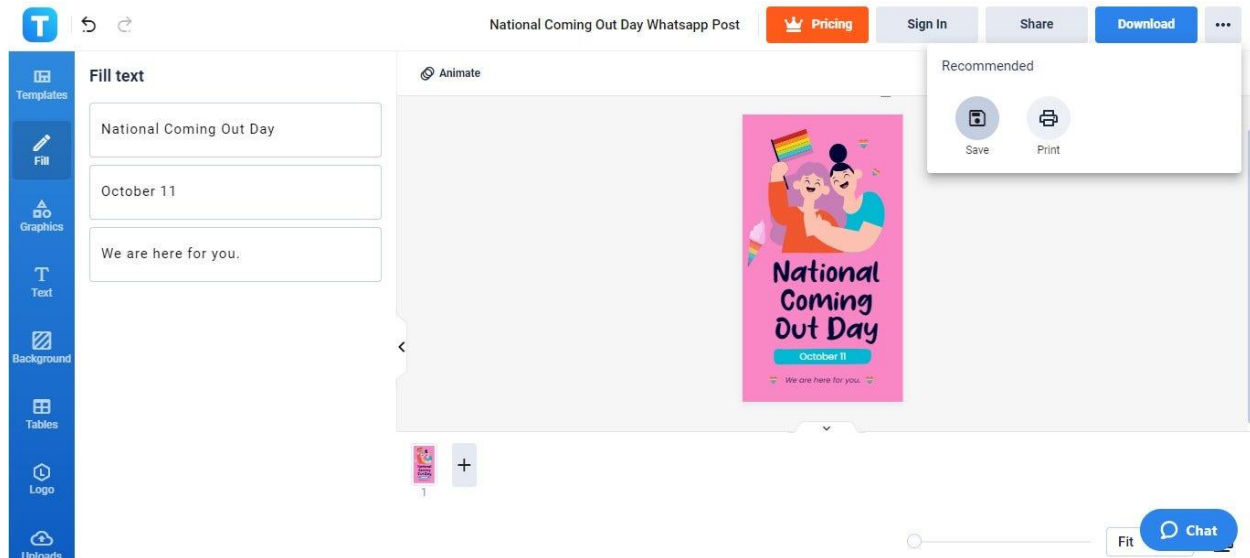 T
National Coming Out Day Whatsapp Post
Pricing
Sign In
Share
Download
Recommended
Save
Print
Templates
Fill
Graphics
Text
Background
Tables
Logo
Uploads
Fill text
National Coming Out Day
October 11
We are here for you.
Animate
National
Coming
Out Day
October 11
We are here for you.
1
Fit
Chat